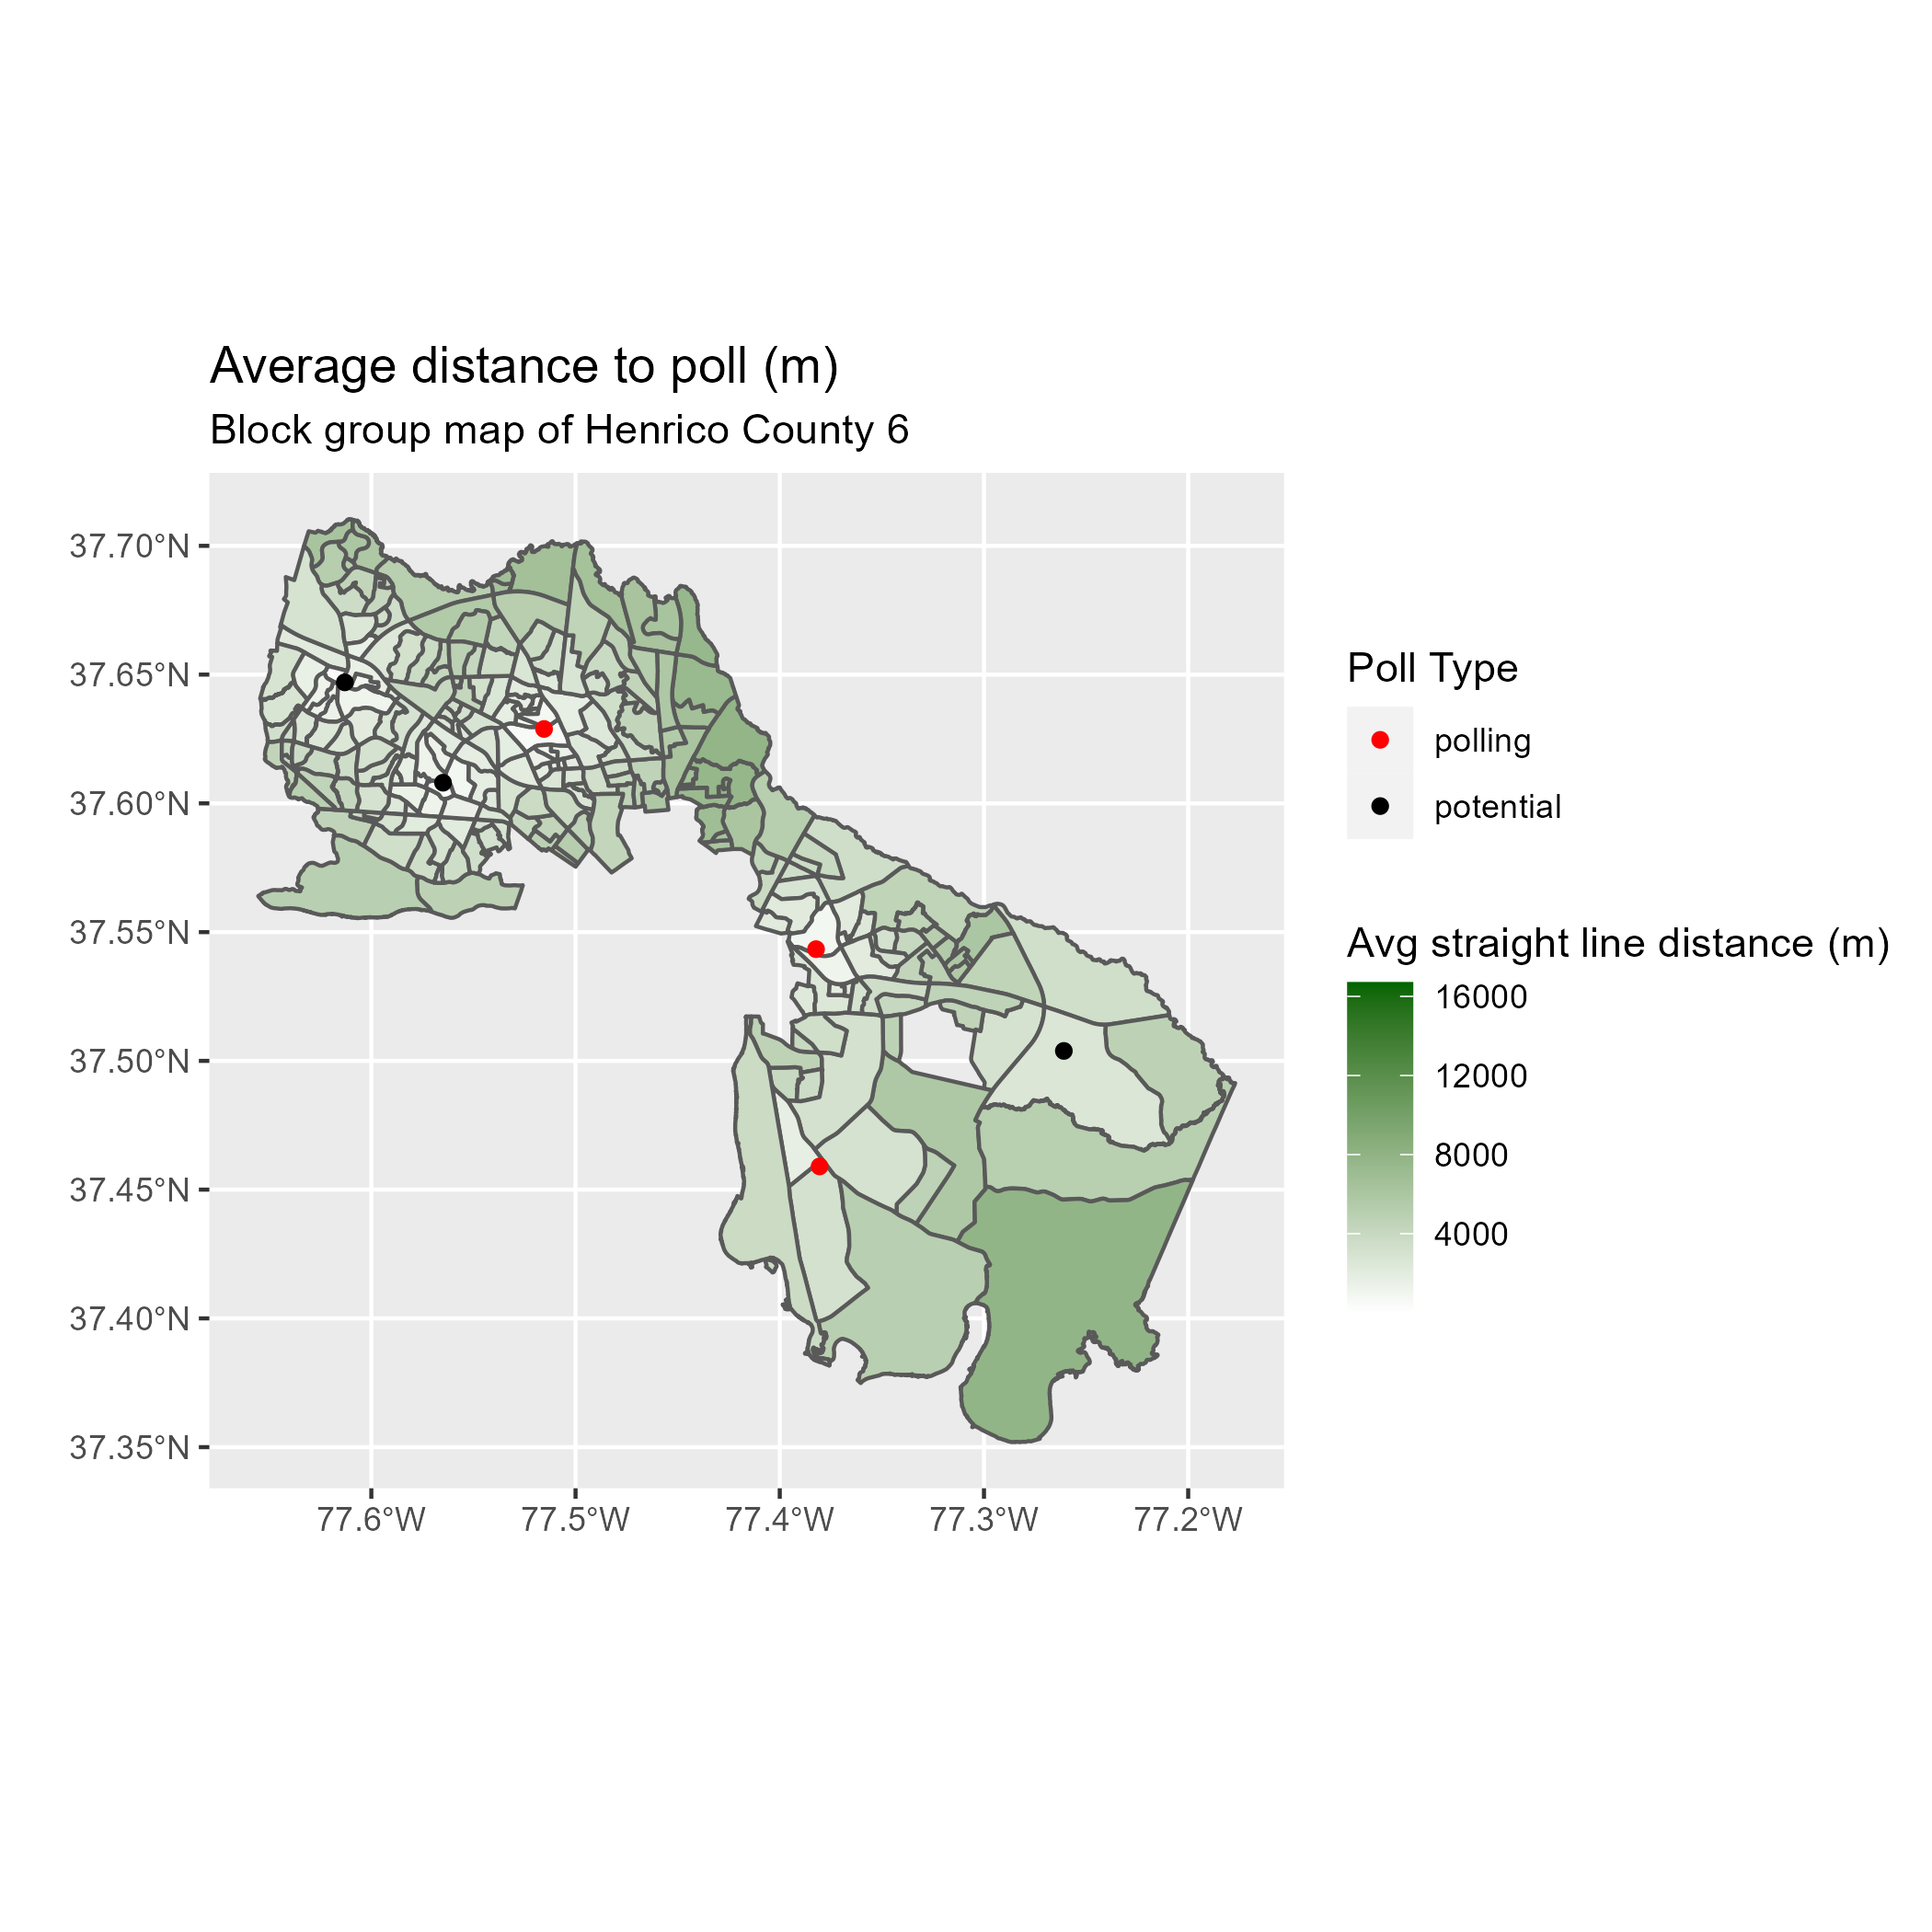 Average distance to poll (m)
Block group map of Henrico County 6
37.70°N
37.65°N
37.60°N
37.55°N
37.50°N
37.45°N
37.40°N
37.35°N
77.6°W
77.5°W
77.4°W
77.3°W
77.2°W
Poll Type
polling
potential
Avg straight line distance (m)
16000
12000
8000
4000